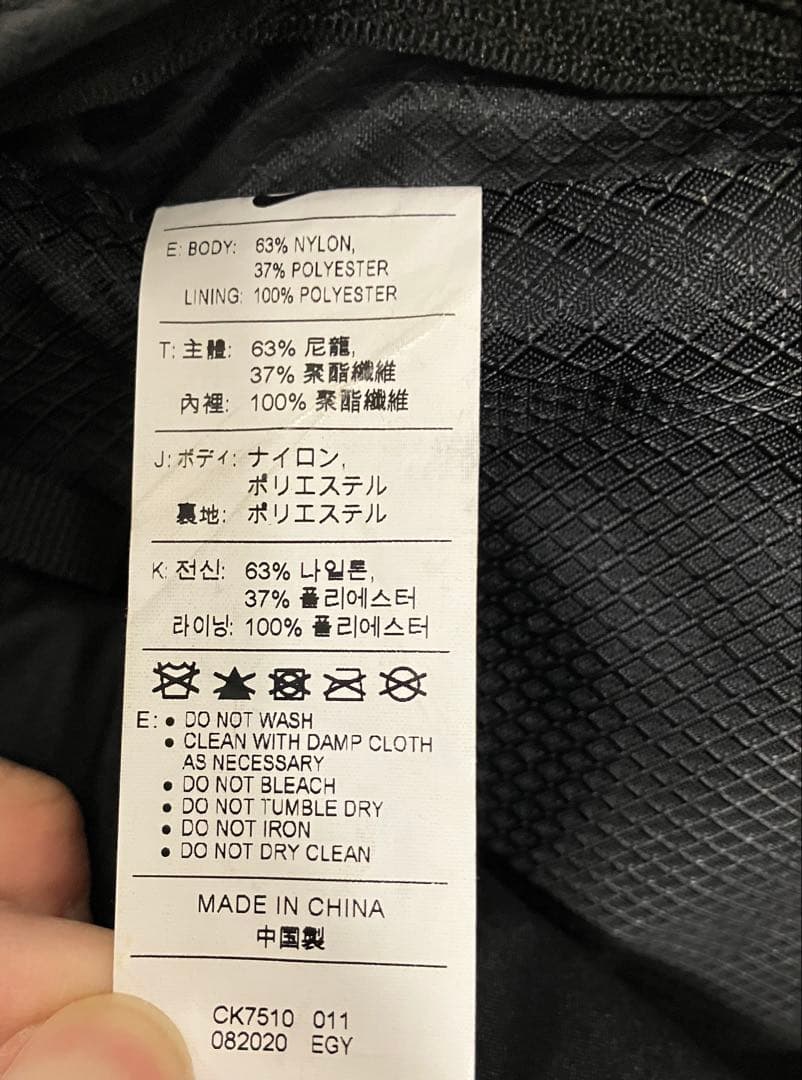 E: BODY: 63% NYLON,
37% POLYESTER
LINING: 100% POLYESTER
T: 主體: 63% 尼龍,
37% 聚酯纖維
內裡: 100% 聚酯纖維
J: ボディ: ナイロン,
ポリエステル
裏地: ポリエステル
K: 전신: 63% 나일론,
37% 폴리에스터
라이닝: 100% 폴리에스터
E: • DO NOT WASH
• CLEAN WITH DAMP CLOTH
AS NECESSARY
• DO NOT BLEACH
• DO NOT TUMBLE DRY
• DO NOT IRON
• DO NOT DRY CLEAN
MADE IN CHINA
中国製
CK7510 011
082020 EGY